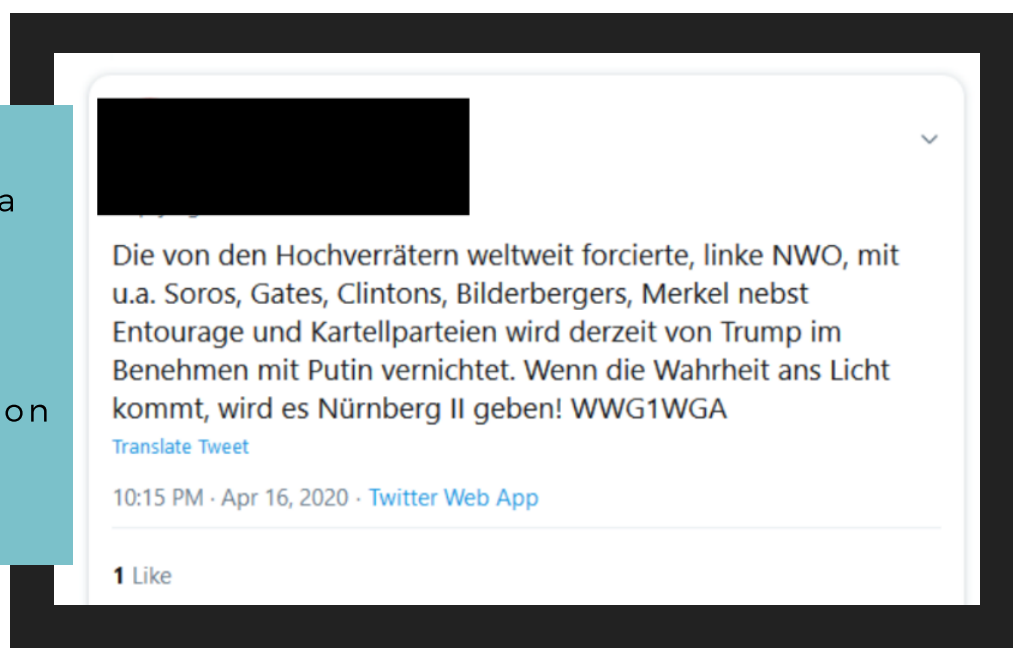 a
on
Die von den Hochverrätern weltweit forcierte, linke NWO, mit
u.a. Soros, Gates, Clintons, Bilderbergers, Merkel nebst
Entourage und Kartellparteien wird derzeit von Trump im
Benehmen mit Putin vernichtet. Wenn die Wahrheit ans Licht
kommt, wird es Nürnberg II geben! WWG1WGA
Translate Tweet
10:15 PM · Apr 16, 2020 · Twitter Web App
1 Like